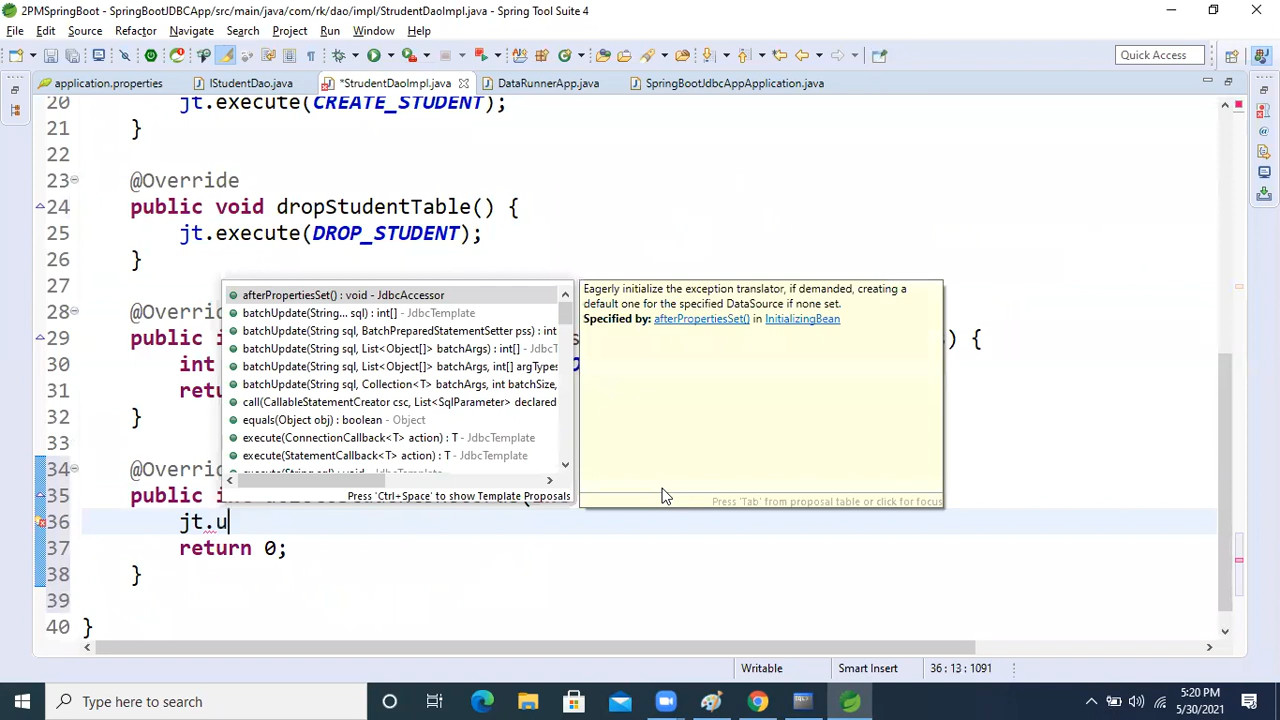 2PMSpringBoot - SpringBootJDBCApp/src/main/java/com/rk/dao/impl/StrudentDaoImpl.java - Spring Tool Suite 4
File Edit Source Refactor Navigate Search Project Run Window Help
Quick Access
application.properties IStudentDao.java *StrudentDaoImpl.java DataRunnerApp.java SpringBootJdbcAppApplication.java
20 jt.execute(CREATE_STUDENT);
21 }
22
23 @Override
24 public void dropStudentTable() {
25 jt.execute(DROP_STUDENT);
26 }
28 @Overri
29 public i ) {
30 int
31 retu
32 }
33
34 @Overrid
35 public
36 jt.u
37 return 0;
38 }
39
40 }
afterPropertiesSet() : void - JdbcAccessor
batchUpdate(String... sql) : int[] - JdbcTemplate
batchUpdate(String sql, BatchPreparedStatementSetter pss) : int
batchUpdate(String sql, List<Object[]> batchArgs) : int[] - JdbcT
batchUpdate(String sql, List<Object[]> batchArgs, int[] argTypes
batchUpdate(String sql, Collection<T> batchArgs, int batchSize,
call(CallableStatementCreator csc, List<SqlParameter> declared
equals(Object obj) : boolean - Object
execute(ConnectionCallback<T> action) : T - JdbcTemplate
execute(StatementCallback<T> action) : T - JdbcTemplate
execute(String sql) : void - JdbcTemplate
Press 'Ctrl+Space' to show Template Proposals
Eagerly initialize the exception translator, if demanded, creating a
default one for the specified DataSource if none set.
Specified by: afterPropertiesSet() in InitializingBean
Press 'Tab' from proposal table or click for focus
Writable Smart Insert 36 : 13 : 1091
Type here to search
5:20 PM
5/30/2021